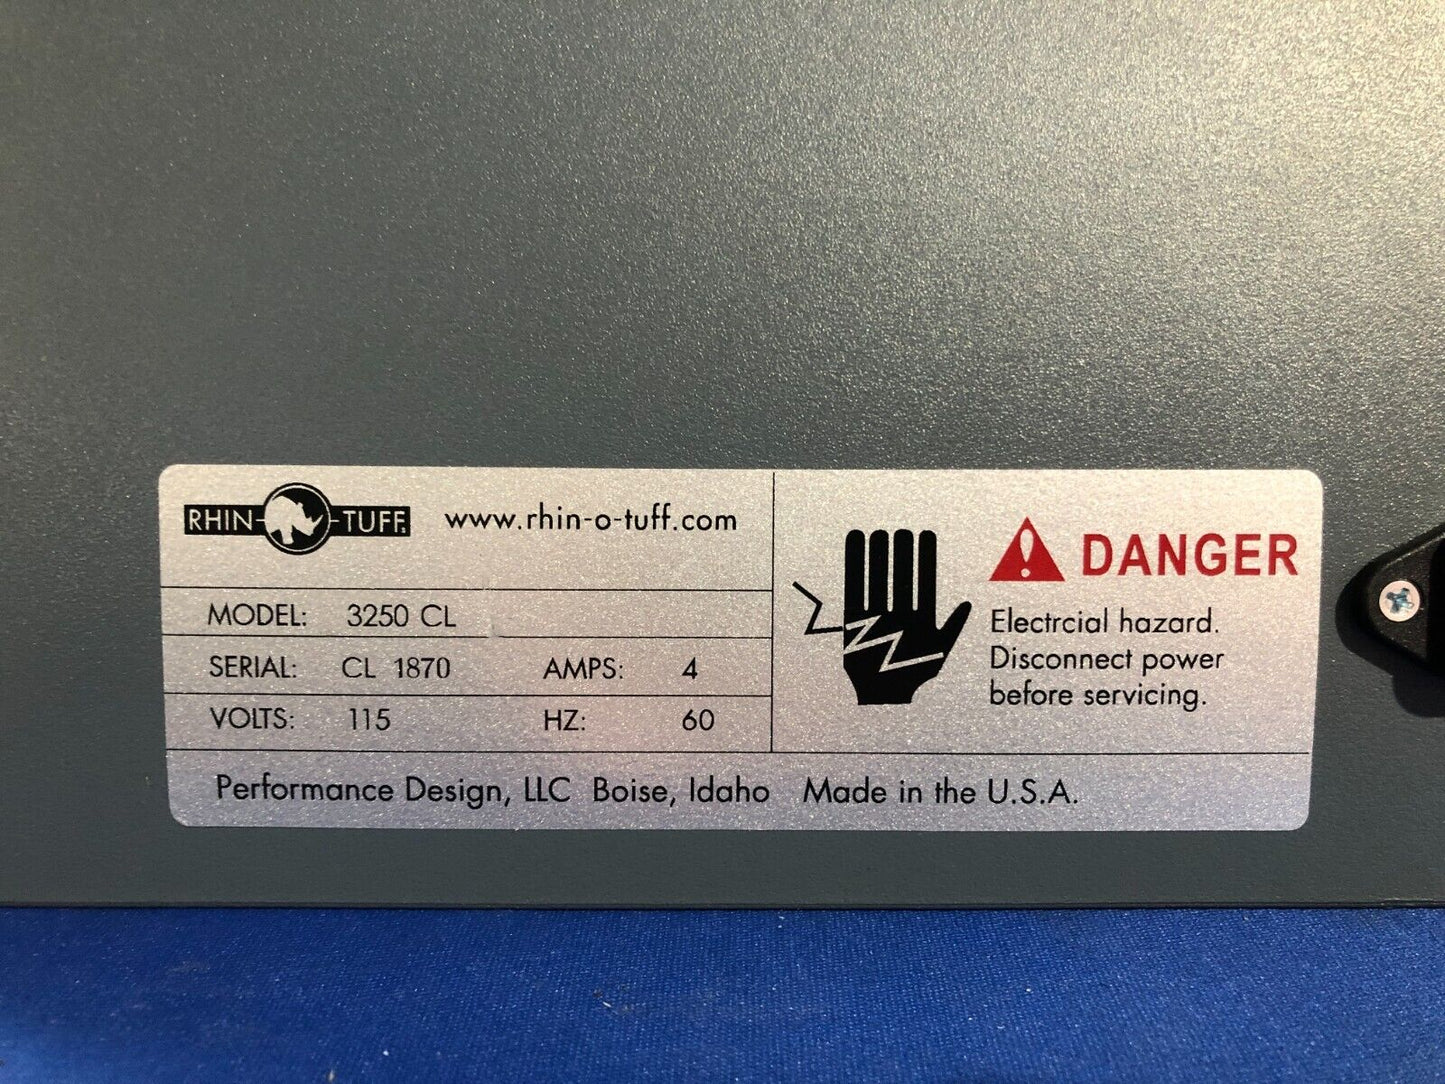 RHIN-O-TUFF. www.rhin-o-tuff.com
MODEL: 3250 CL
SERIAL: CL 1870 AMPS: 4
VOLTS: 115 HZ: 60
DANGER
Electrcial hazard.
Disconnect power
before servicing.
Performance Design, LLC Boise, Idaho Made in the U.S.A.